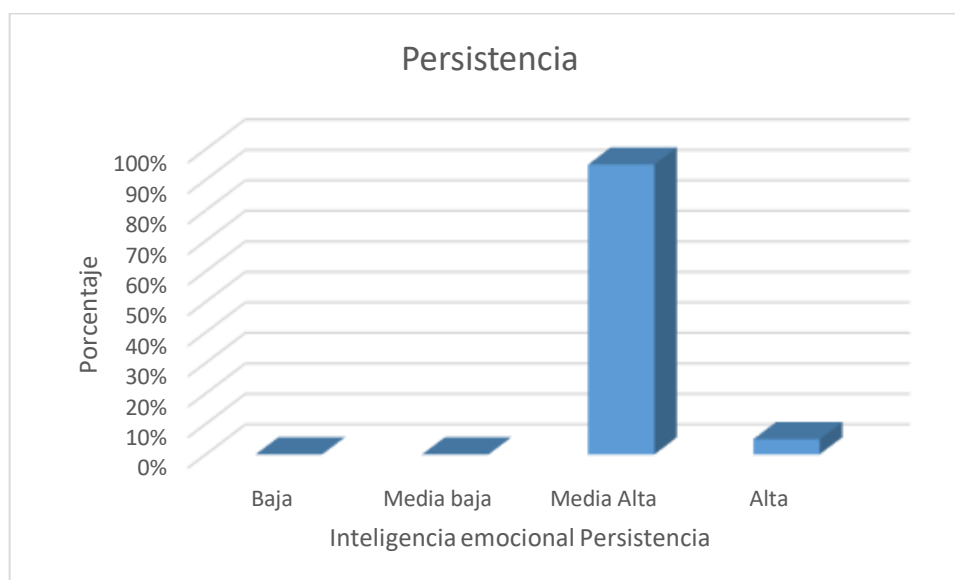 Persistencia
Porcentaje
100%
90%
80%
70%
60%
50%
40%
30%
20%
10%
0%
Baja
Media baja
Media Alta
Alta
Inteligencia emocional Persistencia